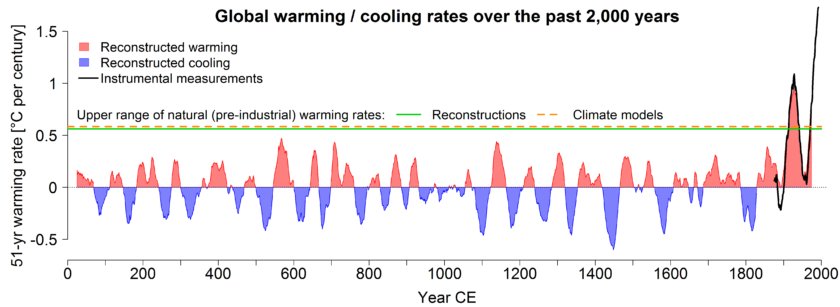 Global warming / cooling rates over the past 2,000 years
51-yr warming rate [°C per century]
1.5
1
0.5
0
-0.5
Reconstructed warming
Reconstructed cooling
Instrumental measurements
Upper range of natural (pre-industrial) warming rates: Reconstructions Climate models
0 200 400 600 800 1000 1200 1400 1600 1800 2000
Year CE